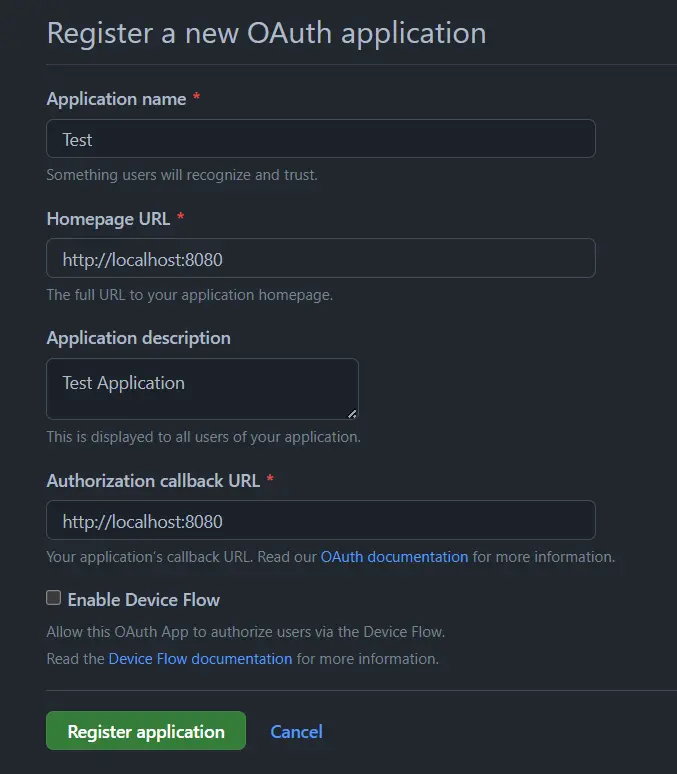 Register a new OAuth application
Application name *
Test
Something users will recognize and trust.
Homepage URL *
http://localhost:8080
The full URL to your application homepage.
Application description
Test Application
This is displayed to all users of your application.
Authorization callback URL *
http://localhost:8080
Your application's callback URL. Read our OAuth documentation for more information.
Enable Device Flow
Allow this OAuth App to authorize users via the Device Flow.
Read the Device Flow documentation for more information.
Register application Cancel